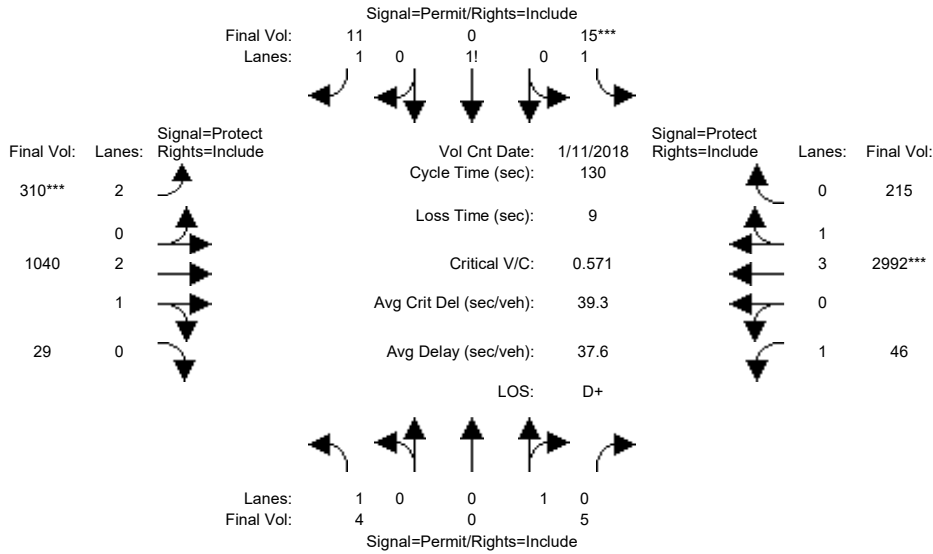 Signal=Permit/Rights=Include
Final Vol: 11 0 15***
Lanes: 1 0 1! 0 1
Signal=Protect Signal=Protect
Final Vol: Lanes: Rights=Include Vol Cnt Date: 1/11/2018 Rights=Include Lanes: Final Vol:
Cycle Time (sec): 130
310*** 2 0 215
Loss Time (sec): 9
0 1
1040 2 Critical V/C: 0.571 3 2992***
1 Avg Crit Del (sec/veh): 39.3 0
29 0 Avg Delay (sec/veh): 37.6 1 46
LOS: D+
Lanes: 1 0 0 1 0
Final Vol: 4 0 5
Signal=Permit/Rights=Include